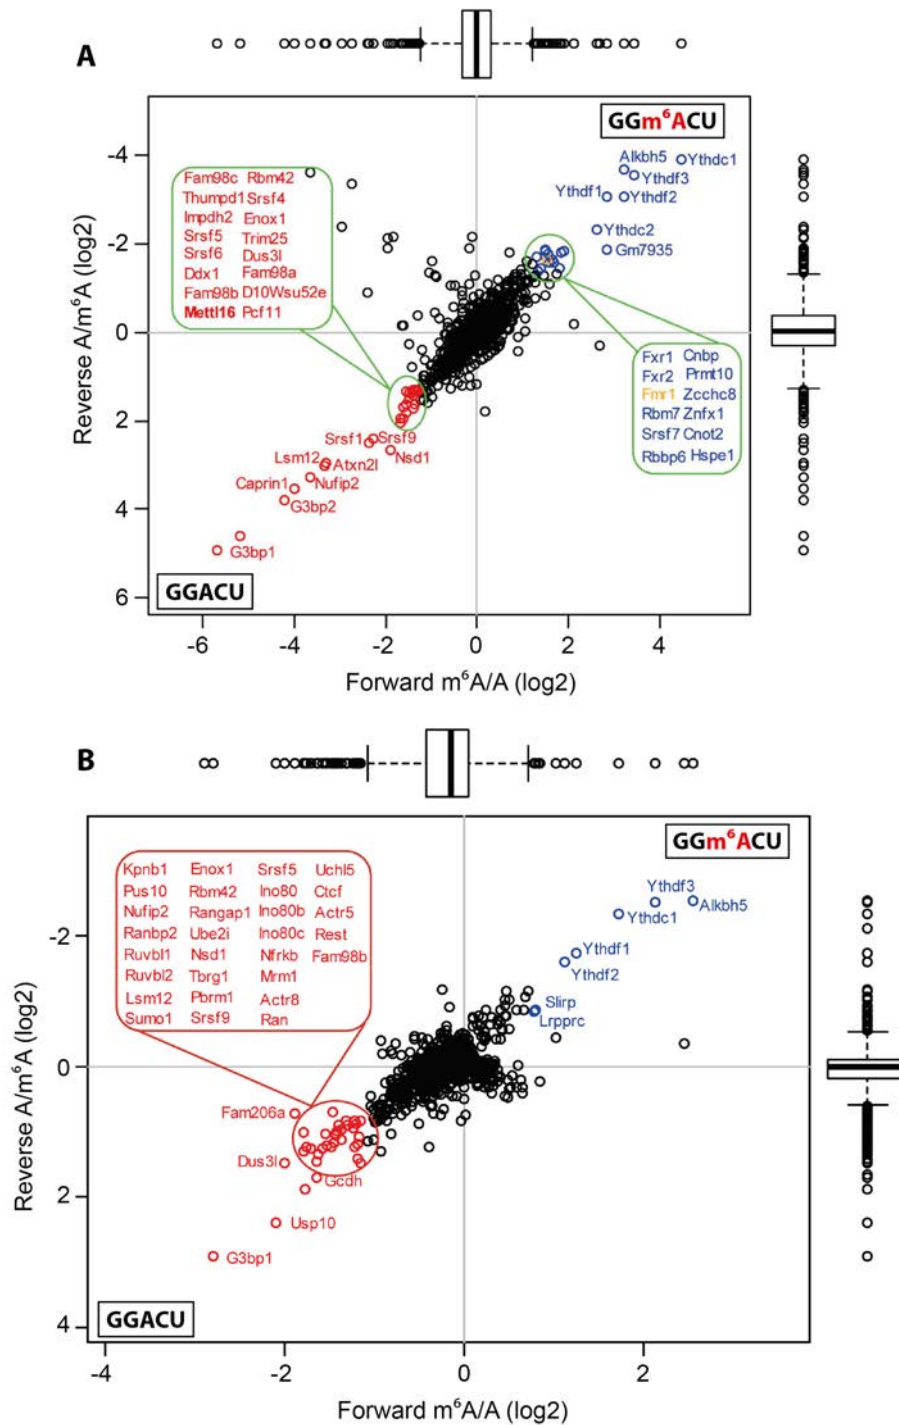 A
GGm⁶ACU
Reverse A/m⁶A (log2)
-4
-2
0
2
4
6
Fam98c Rbm42
Thumpd1 Srsf4
Impdh2 Enox1
Srsf5 Trim25
Srsf6 Dus3l
Ddx1 Fam98a
Fam98b D10Wsu52e
Mettl16 Pcf11
Alkbh5 Ythdc1
Ythdf3
Ythdf1 Ythdf2
Ythdc2
Gm7935
Fxr1 Cnbp
Fxr2 Prmt10
Fmr1 Zcchc8
Rbm7 Znfx1
Srsf7 Cnot2
Rbbp6 Hspe1
Srsf1 Srsf9
Lsm12 Atxn2l Nsd1
Caprin1 Nufip2
G3bp2
G3bp1
GGACU
-6 -4 -2 0 2 4
Forward m⁶A/A (log2)
B
GGm⁶ACU
Reverse A/m⁶A (log2)
-2
0
2
4
Kpnb1 Enox1 Srsf5 Uchl5
Pus10 Rbm42 Ino80 Ctcf
Nufip2 Rangap1 Ino80b Actr5
Ranbp2 Ube2i Ino80c Rest
Ruvbl1 Nsd1 Nfrkb Fam98b
Ruvbl2 Tbrg1 Mrm1
Lsm12 Pbrm1 Actr8
Sumo1 Srsf9 Ran
Ythdf3
Alkbh5
Ythdc1
Ythdf1
Ythdf2
Slirp
Lrpprc
Fam206a
Dus3l
Gcdh
Usp10
G3bp1
GGACU
-4 -2 0 2
Forward m⁶A/A (log2)